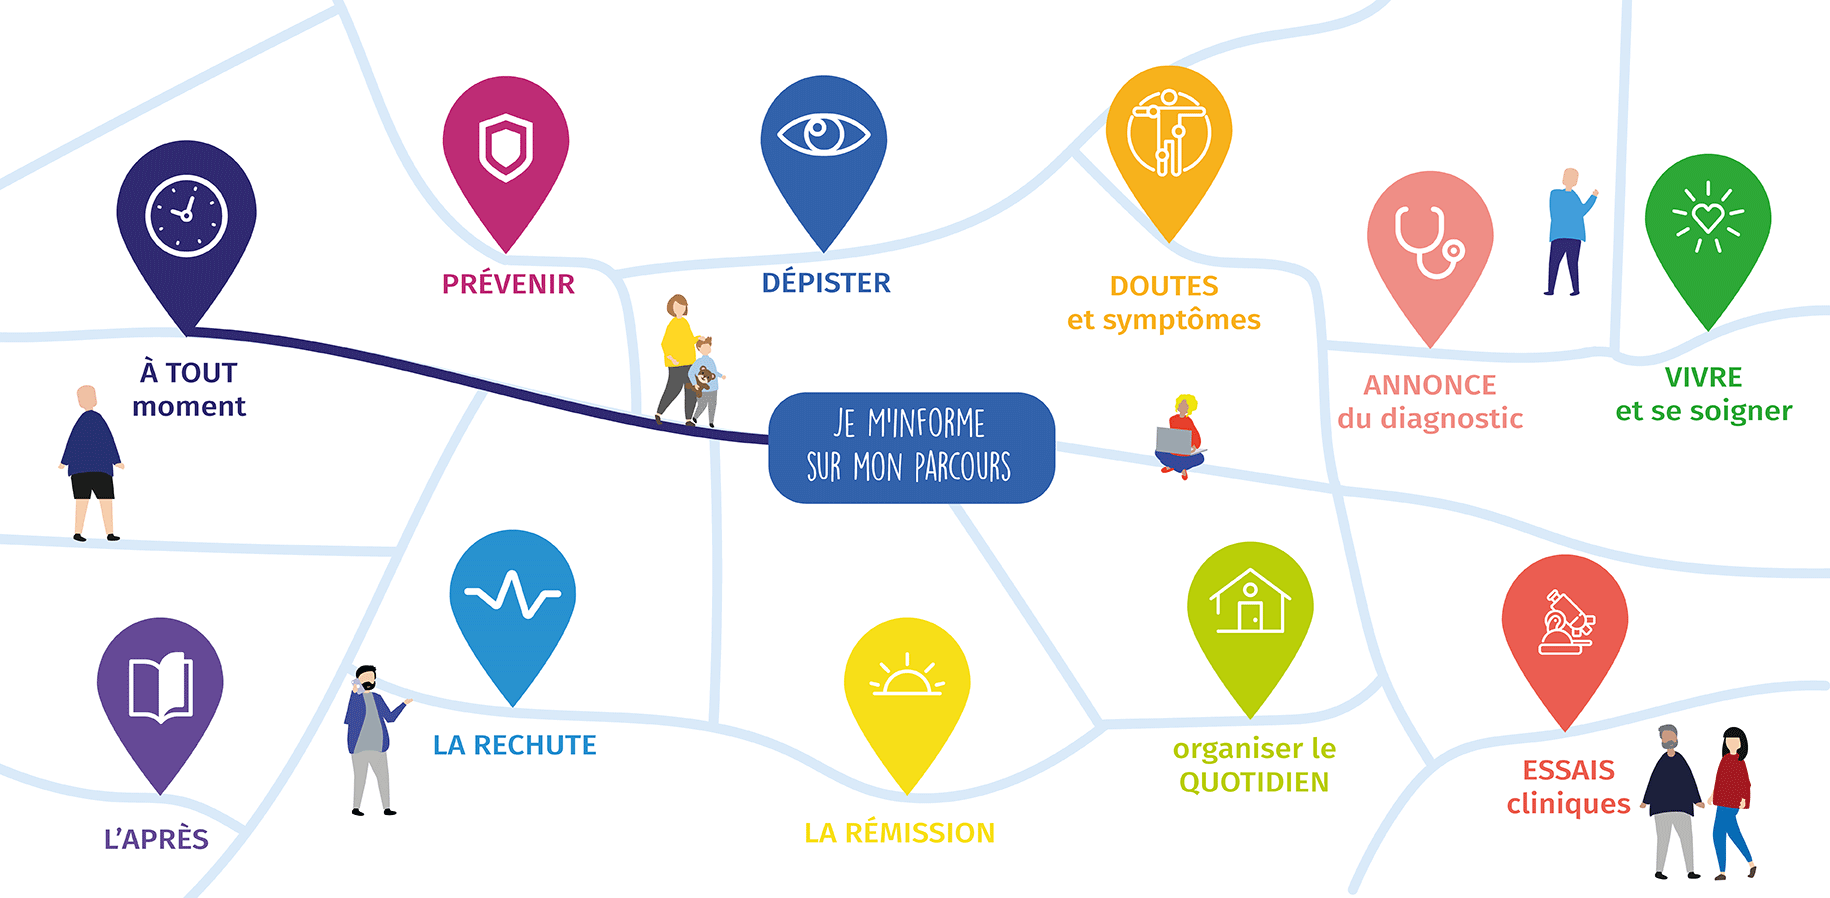 PRÉVENIR
DÉPISTER
DOUTES
et symptômes
À TOUT
moment
ANNONCE
du diagnostic
VIVRE
et se soigner
JE M'INFORME
SUR MON PARCOURS
LA RECHUTE
organiser le
QUOTIDIEN
ESSAIS
cliniques
L’APRÈS
LA RÉMISSION